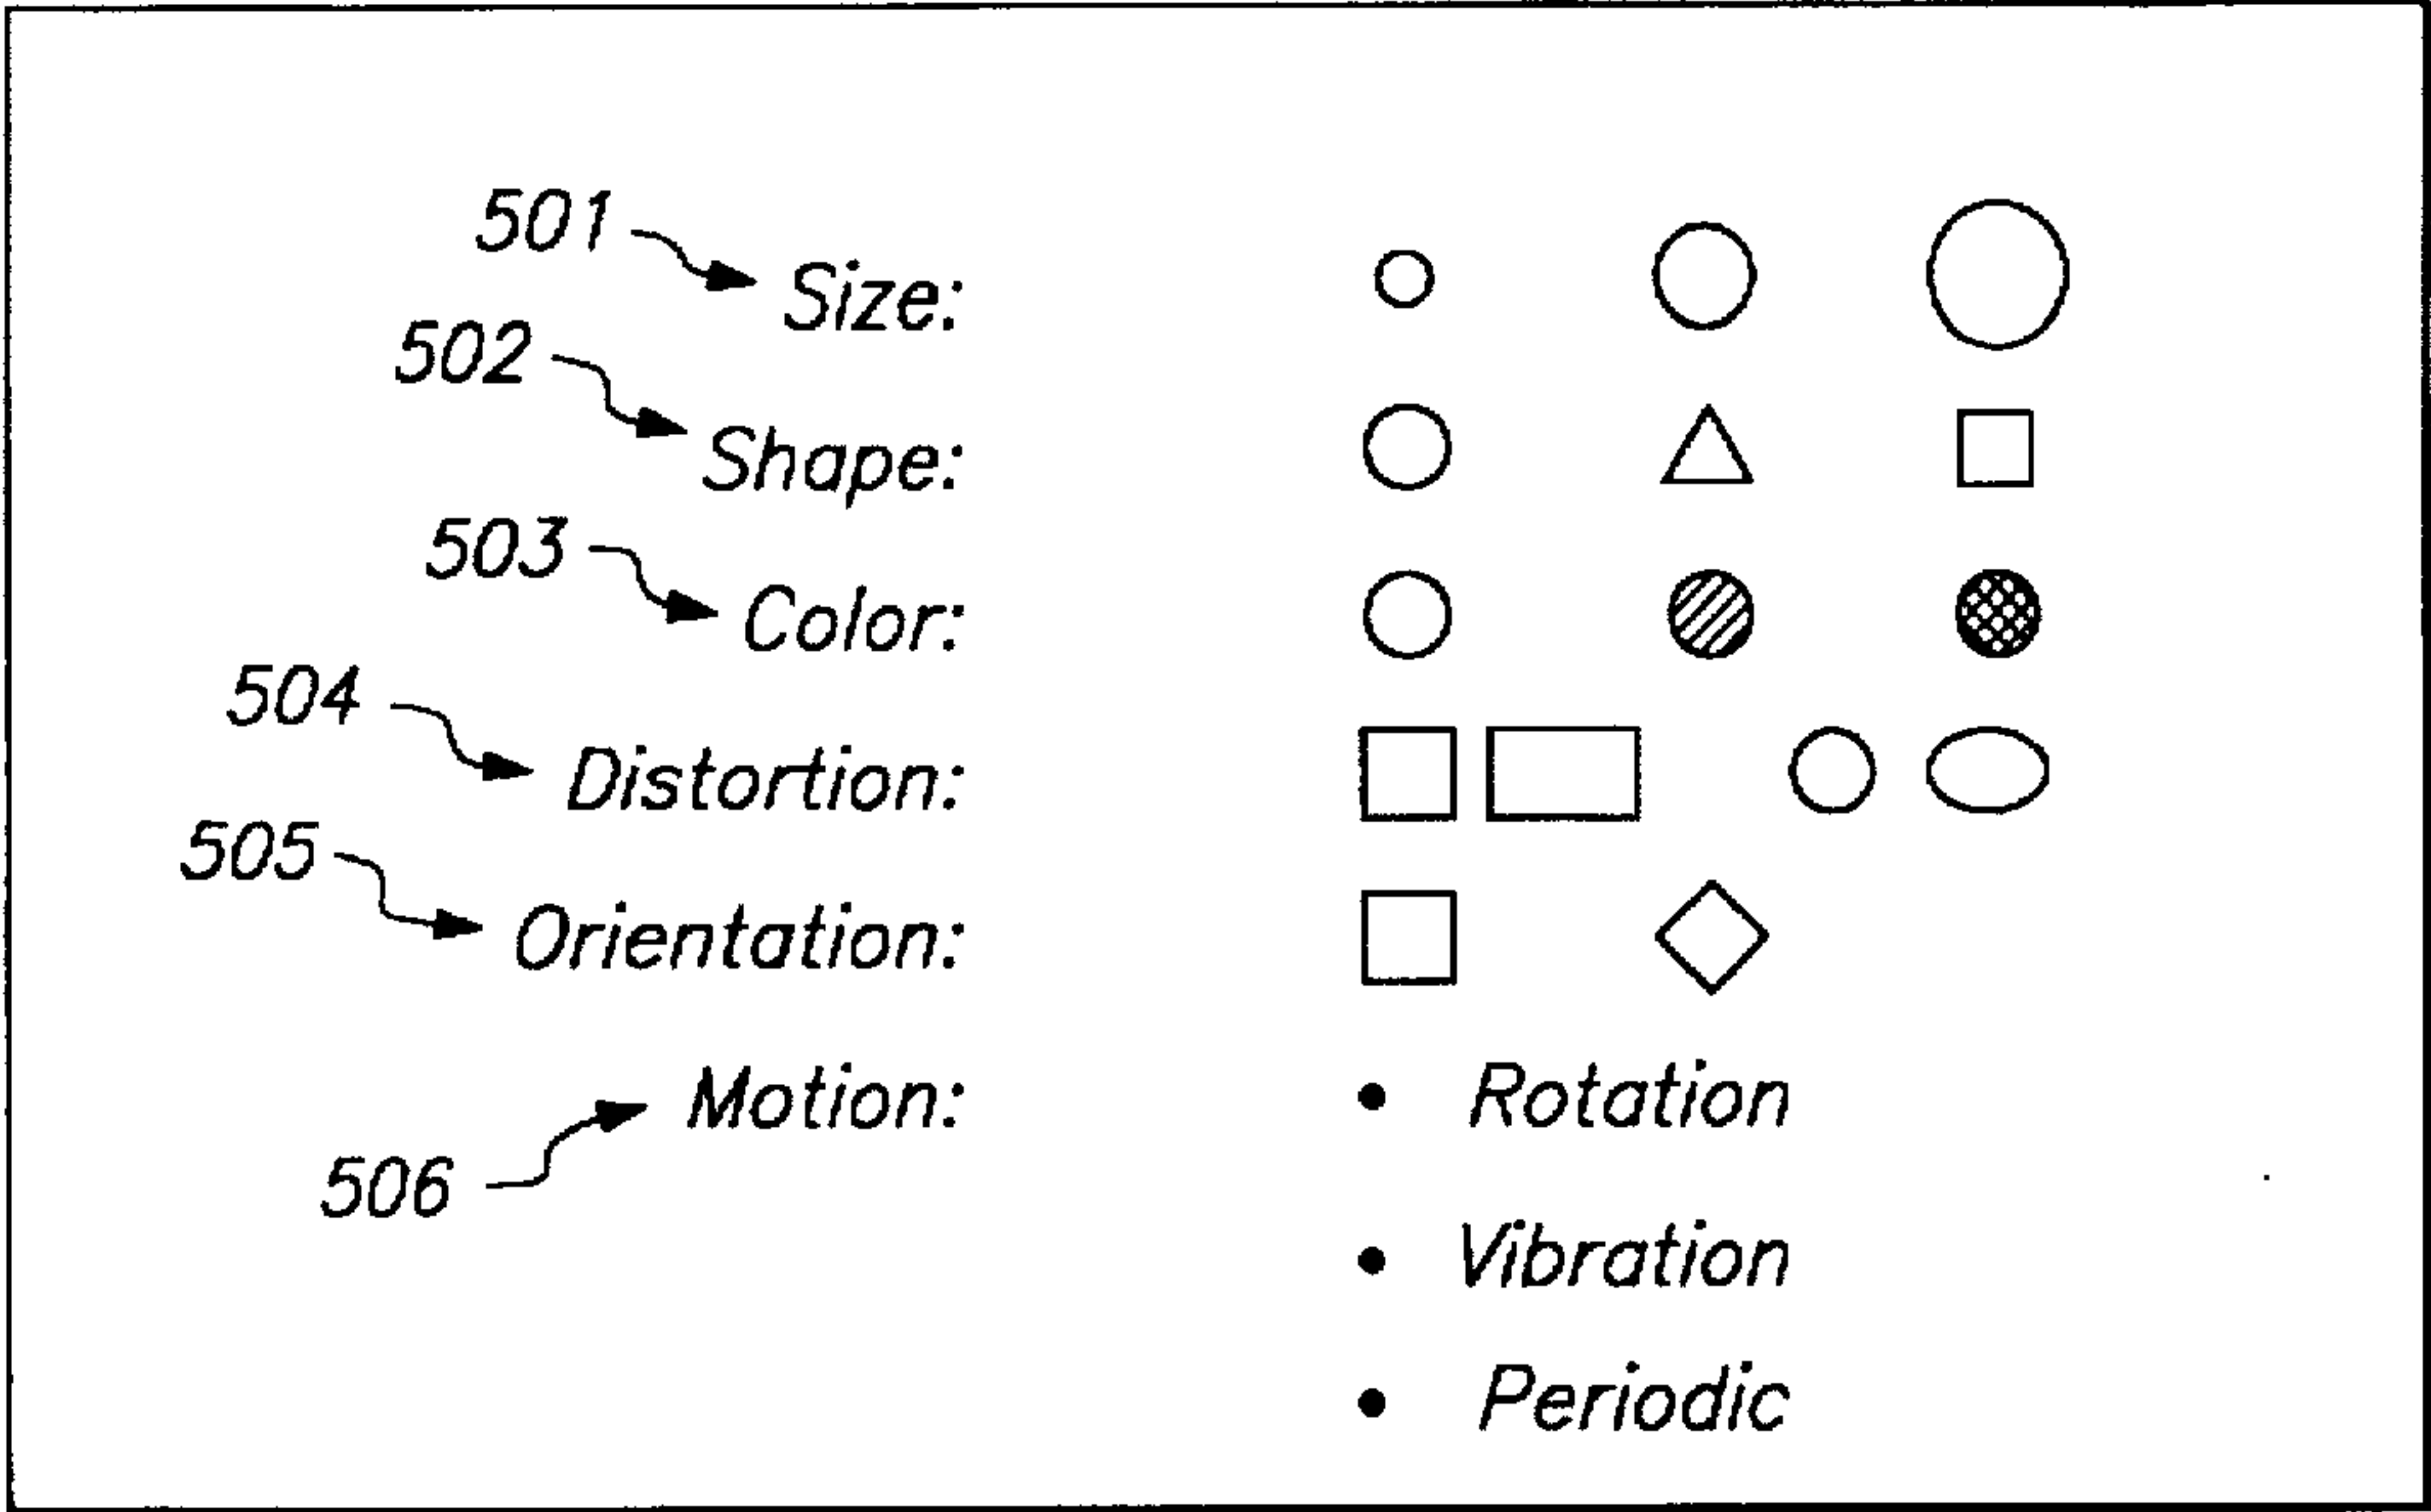 501
Size:
502
Shape:
503
Color:
504
Distortion:
505
Orientation:
Motion:
• Rotation
506
• Vibration
• Periodic